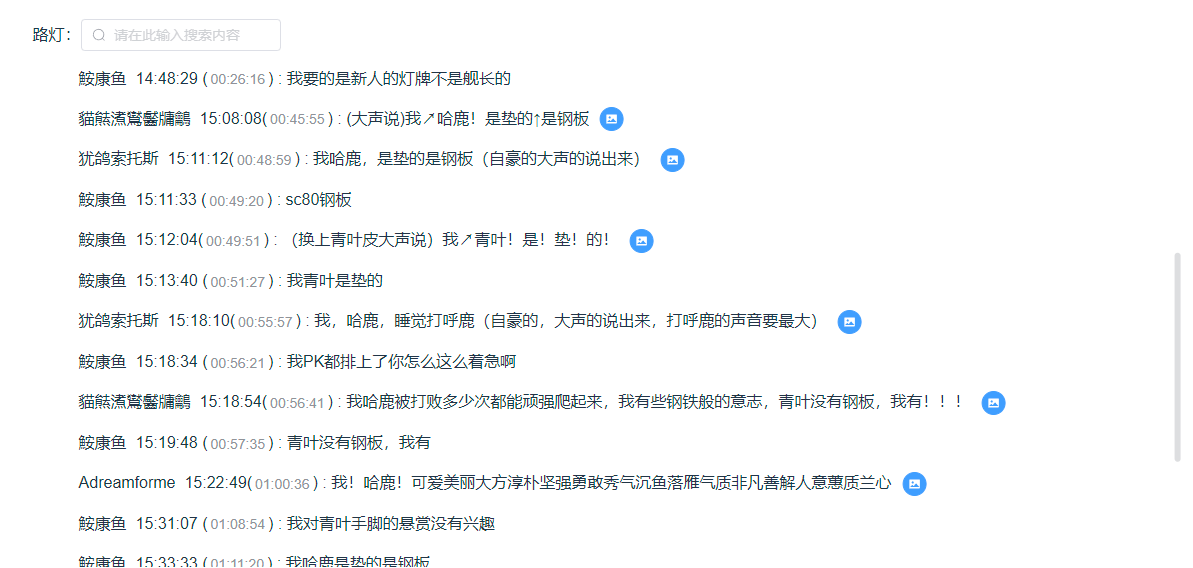 路灯：
请在此输入搜索内容
鮟康鱼 14:48:29 ( 00:26:16 ) : 我要的是新人的灯牌不是舰长的
15:08:08( 00:45:55 ) : (大声说)我↗哈鹿！是垫的↑是钢板
犹鸽索托斯 15:11:12( 00:48:59 ) : 我哈鹿，是垫的是钢板（自豪的大声的说出来）
鮟康鱼 15:11:33 ( 00:49:20 ) : sc80钢板
鮟康鱼 15:12:04( 00:49:51 ) : （换上青叶皮大声说）我↗青叶！是！垫！的！
鮟康鱼 15:13:40 ( 00:51:27 ) : 我青叶是垫的
犹鸽索托斯 15:18:10( 00:55:57 ) : 我，哈鹿，睡觉打呼鹿（自豪的，大声的说出来，打呼鹿的声音要最大）
鮟康鱼 15:18:34 ( 00:56:21 ) : 我PK都排上了你怎么这么着急啊
15:18:54( 00:56:41 ) : 我哈鹿被打败多少次都能顽强爬起来，我有些钢铁般的意志，青叶没有钢板，我有！！！
鮟康鱼 15:19:48 ( 00:57:35 ) : 青叶没有钢板，我有
Adreamforme 15:22:49( 01:00:36 ) : 我！哈鹿！可爱美丽大方淳朴坚强勇敢秀气沉鱼落雁气质非凡善解人意蕙质兰心
鮟康鱼 15:31:07 ( 01:08:54 ) : 我对青叶手脚的悬赏没有兴趣
鮟康鱼 15:33:33 ( 01:11:20 ) : 我哈鹿是垫的是钢板